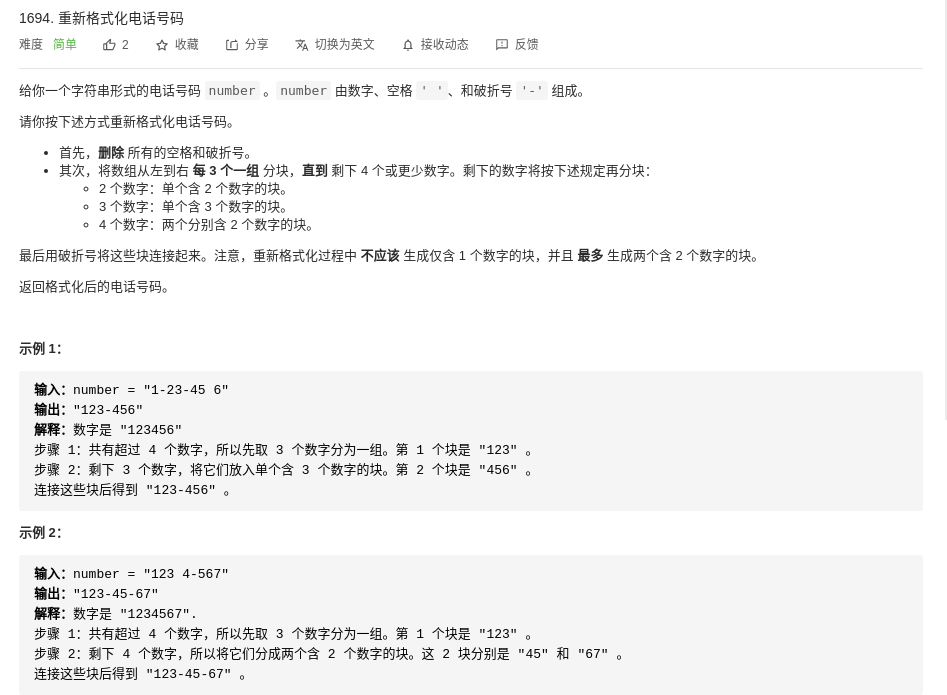 1694. 重新格式化电话号码
难度 简单 2 收藏 分享 切换为英文 接收动态 反馈
给你一个字符串形式的电话号码 number 。number 由数字、空格 ' '、和破折号 '-' 组成。
请你按下述方式重新格式化电话号码。
• 首先，删除 所有的空格和破折号。
• 其次，将数组从左到右 每 3 个一组 分块，直到 剩下 4 个或更少数字。剩下的数字将按下述规定再分块：
◦ 2 个数字：单个含 2 个数字的块。
◦ 3 个数字：单个含 3 个数字的块。
◦ 4 个数字：两个分别含 2 个数字的块。
最后用破折号将这些块连接起来。注意，重新格式化过程中 不应该 生成仅含 1 个数字的块，并且 最多 生成两个含 2 个数字的块。
返回格式化后的电话号码。
示例 1：
输入：number = "1-23-45 6"
输出："123-456"
解释：数字是 "123456"
步骤 1：共有超过 4 个数字，所以先取 3 个数字分为一组。第 1 个块是 "123" 。
步骤 2：剩下 3 个数字，将它们放入单个含 3 个数字的块。第 2 个块是 "456" 。
连接这些块后得到 "123-456" 。
示例 2：
输入：number = "123 4-567"
输出："123-45-67"
解释：数字是 "1234567".
步骤 1：共有超过 4 个数字，所以先取 3 个数字分为一组。第 1 个块是 "123" 。
步骤 2：剩下 4 个数字，所以将它们分成两个含 2 个数字的块。这 2 块分别是 "45" 和 "67" 。
连接这些块后得到 "123-45-67" 。